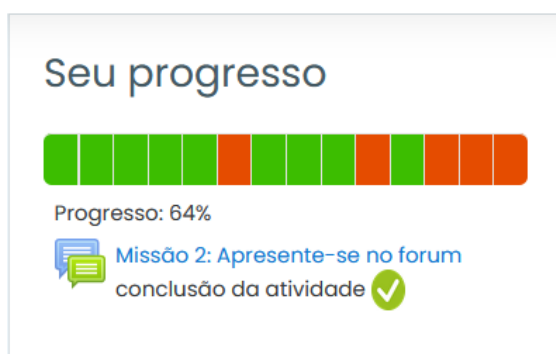 Seu progresso
Progresso: 64%
Missão 2: Apresente-se no forum
conclusão da atividade